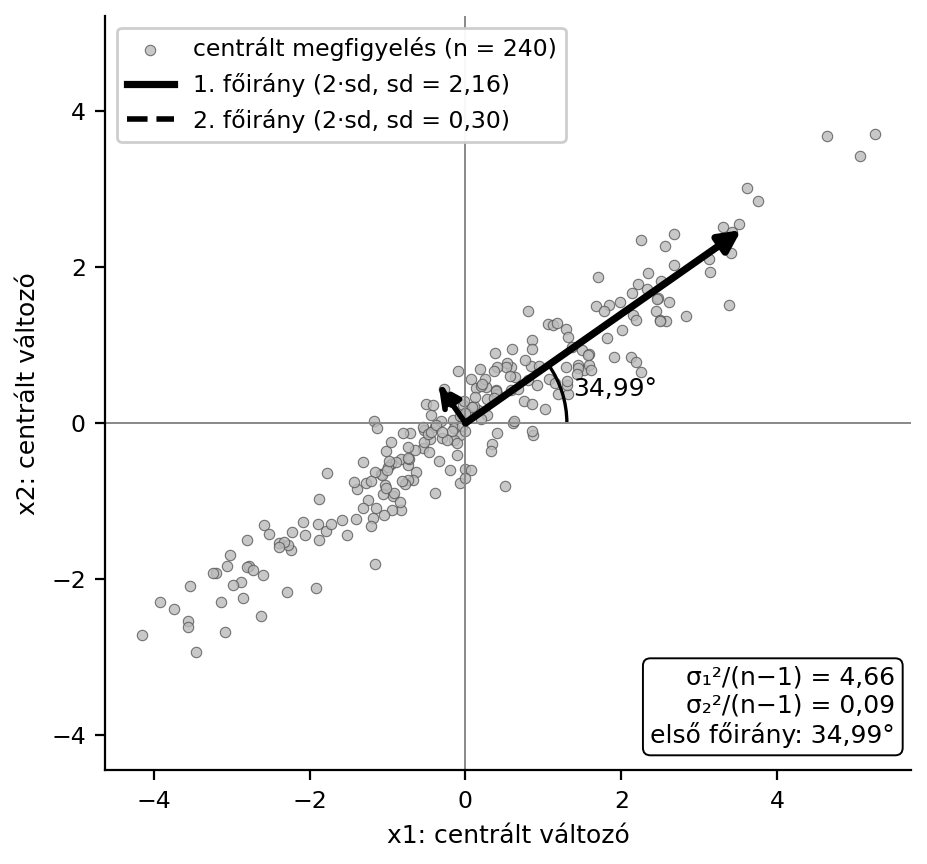 centrált megfigyelés (n = 240)
1. főirány (2·sd, sd = 2,16)
2. főirány (2·sd, sd = 0,30)
4
2
0
−2
−4
x2: centrált változó
34,99°
σ₁²/(n−1) = 4,66
σ₂²/(n−1) = 0,09
első főirány: 34,99°
−4
−2
0
2
4
x1: centrált változó